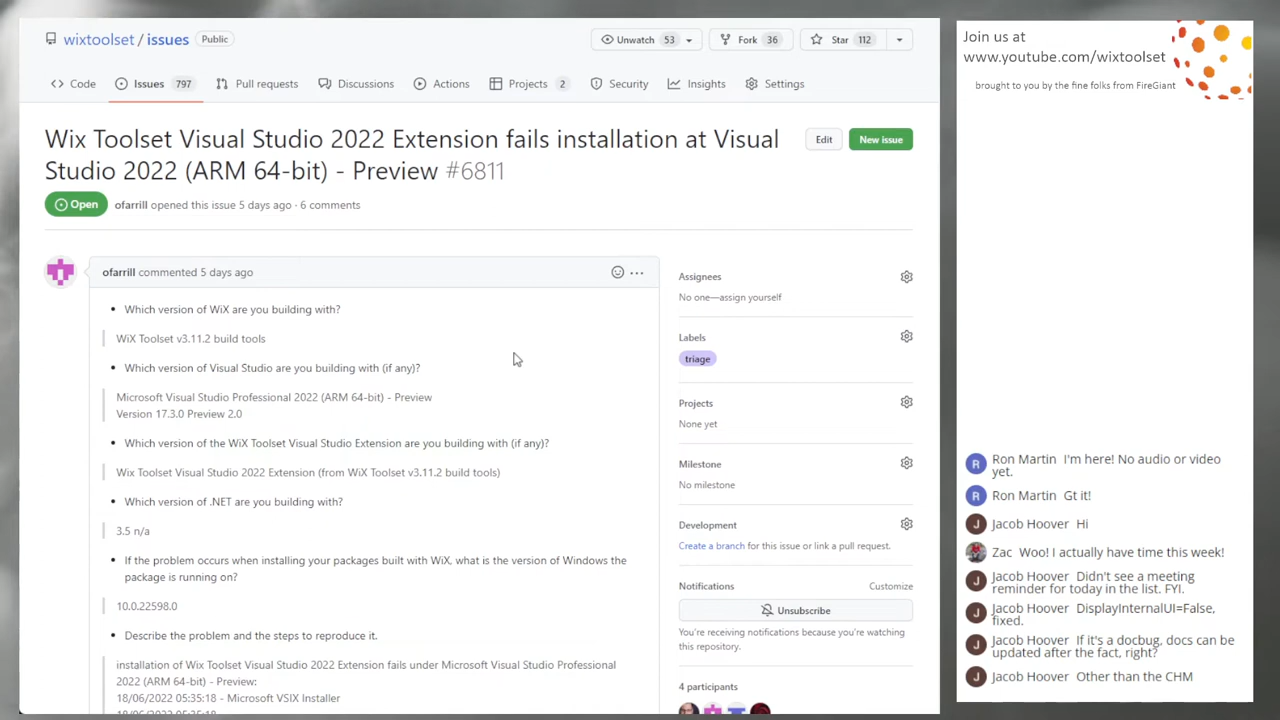 wixtoolset / issues Public
Unwatch 53 Fork 36 Star 112
Code Issues 797 Pull requests Discussions Actions Projects 2 Security Insights Settings
Wix Toolset Visual Studio 2022 Extension fails installation at Visual
Studio 2022 (ARM 64-bit) - Preview #6811
Edit New issue
Open ofarrill opened this issue 5 days ago · 6 comments
ofarrill commented 5 days ago
• Which version of WiX are you building with?
WiX Toolset v3.11.2 build tools
• Which version of Visual Studio are you building with (if any)?
Microsoft Visual Studio Professional 2022 (ARM 64-bit) - Preview
Version 17.3.0 Preview 2.0
• Which version of the WiX Toolset Visual Studio Extension are you building with (if any)?
Wix Toolset Visual Studio 2022 Extension (from WiX Toolset v3.11.2 build tools)
• Which version of .NET are you building with?
3.5 n/a
• If the problem occurs when installing your packages built with WiX, what is the version of Windows the
package is running on?
10.0.22598.0
• Describe the problem and the steps to reproduce it.
installation of Wix Toolset Visual Studio 2022 Extension fails under Microsoft Visual Studio Professional
2022 (ARM 64-bit) - Preview:
18/06/2022 05:35:18 - Microsoft VSIX Installer
18/06/2022 05:35:18
Assignees
No one—assign yourself
Labels
triage
Projects
None yet
Milestone
No milestone
Development
Create a branch for this issue or link a pull request.
Notifications Customize
Unsubscribe
You're receiving notifications because you're watching
this repository.
4 participants
Join us at
www.youtube.com/wixtoolset
brought to you by the fine folks from FireGiant
R Ron Martin I'm here! No audio or video
yet.
R Ron Martin Gt it!
J Jacob Hoover Hi
Zac Woo! I actually have time this week!
J Jacob Hoover Didn't see a meeting
reminder for today in the list. FYI.
J Jacob Hoover DisplayInternalUI=False,
fixed.
J Jacob Hoover If it's a docbug, docs can be
updated after the fact, right?
J Jacob Hoover Other than the CHM